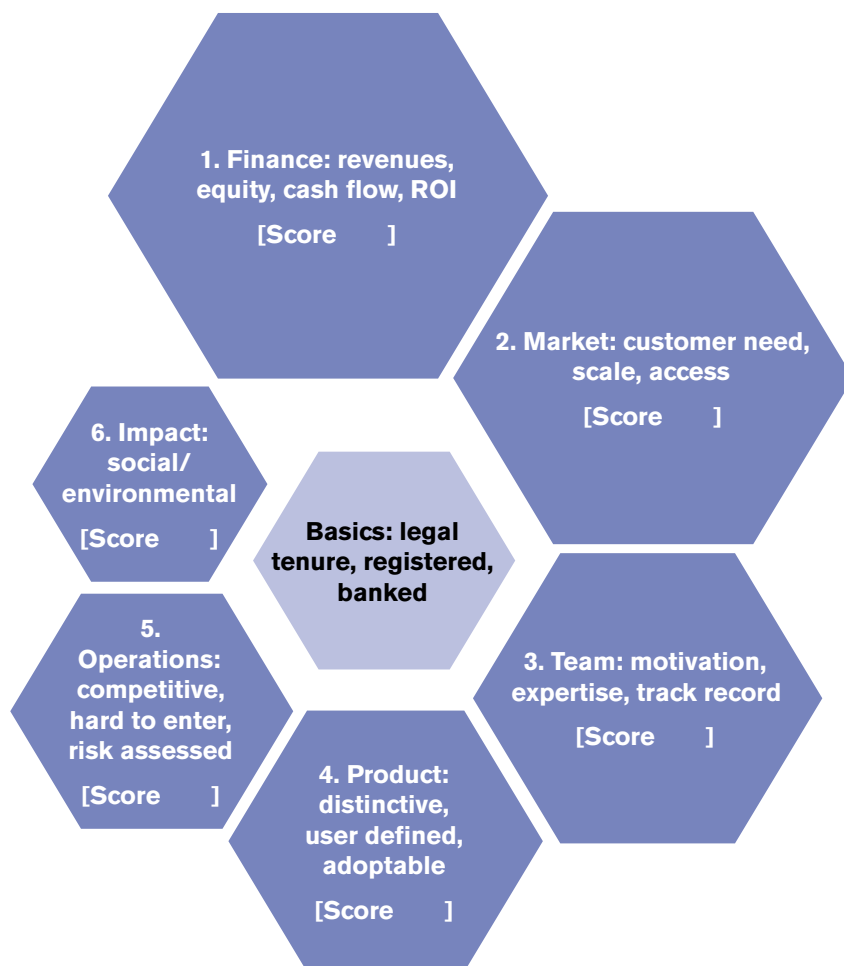 1. Finance: revenues,
equity, cash flow, ROI
[Score ]
2. Market: customer need,
scale, access
[Score ]
3. Team: motivation,
expertise, track record
[Score ]
4. Product:
distinctive,
user defined,
adoptable
[Score ]
5.
Operations:
competitive,
hard to enter,
risk assessed
[Score ]
6. Impact:
social/
environmental
[Score ]
Basics: legal
tenure, registered,
banked